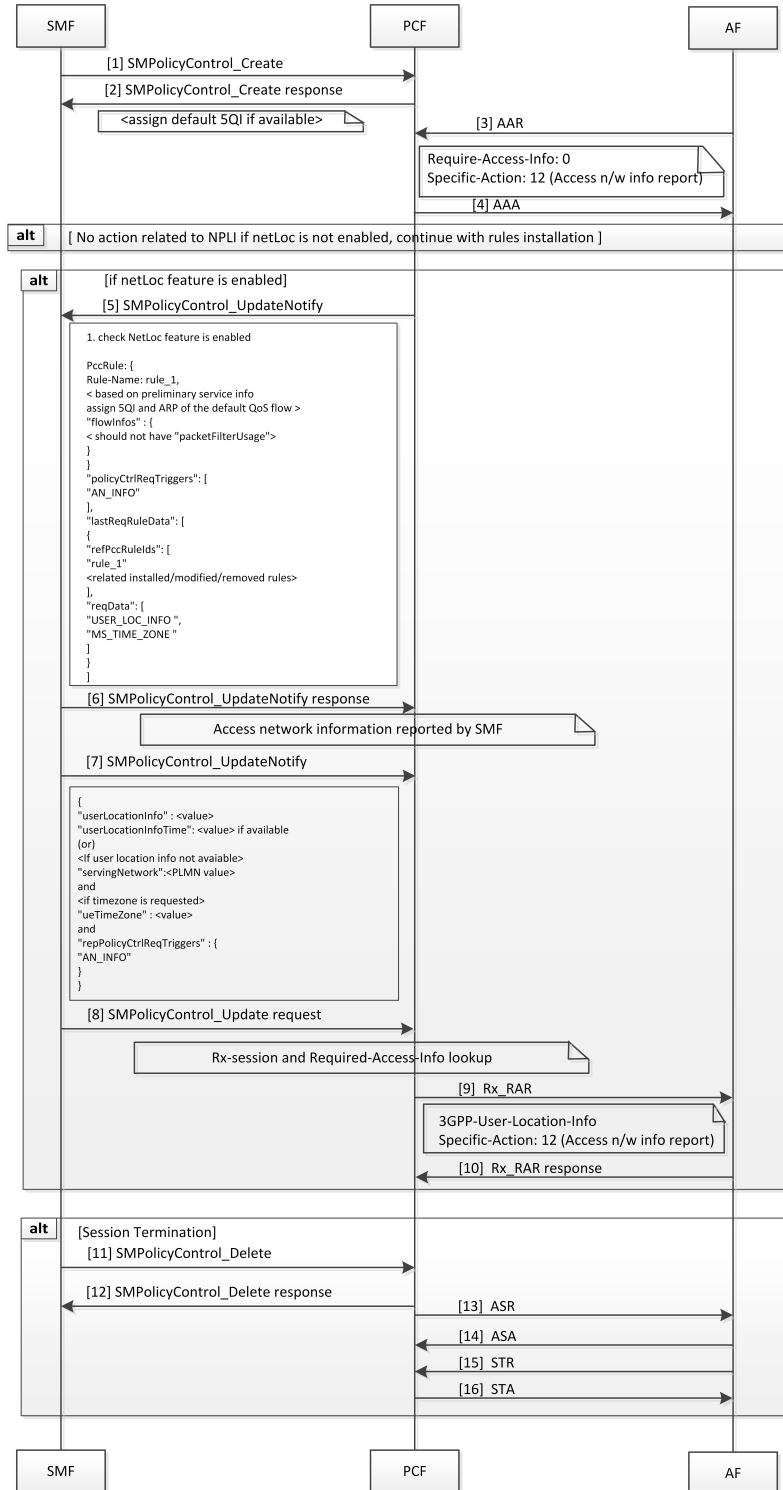 SMF
PCF
AF
[1] SMPolicyControl_Create
[2] SMPolicyControl_Create response
<assign default 5QI if available>
[3] AAR
Require-Access-Info: 0
Specific-Action: 12 (Access n/w info report)
[4] AAA
alt
[ No action related to NPLI if netLoc is not enabled, continue with rules installation ]
alt
[if netLoc feature is enabled]
[5] SMPolicyControl_UpdateNotify
1. check NetLoc feature is enabled
PccRule: {
Rule-Name: rule_1,
< based on preliminary service info
assign 5QI and ARP of the default QoS flow >
"flowInfos" : {
< should not have "packetFilterUsage">
}
}
"policyCtrlReqTriggers": [
"AN_INFO"
],
"lastReqRuleData": [
{
"refPccRuleIds": [
"rule_1"
<related installed/modified/removed rules>
],
"reqData": [
"USER_LOC_INFO ",
"MS_TIME_ZONE "
]
}
]
[6] SMPolicyControl_UpdateNotify response
Access network information reported by SMF
[7] SMPolicyControl_UpdateNotify
{
"userLocationInfo" : <value>
"userLocationInfoTime": <value> if available
(or)
<If user location info not avaiable>
"servingNetwork":<PLMN value>
and
<if timezone is requested>
"ueTimeZone" : <value>
and
"repPolicyCtrlReqTriggers" : {
"AN_INFO"
}
}
[8] SMPolicyControl_Update request
Rx-session and Required-Access-Info lookup
[9] Rx_RAR
3GPP-User-Location-Info
Specific-Action: 12 (Access n/w info report)
[10] Rx_RAR response
alt
[Session Termination]
[11] SMPolicyControl_Delete
[12] SMPolicyControl_Delete response
[13] ASR
[14] ASA
[15] STR
[16] STA
SMF
PCF
AF